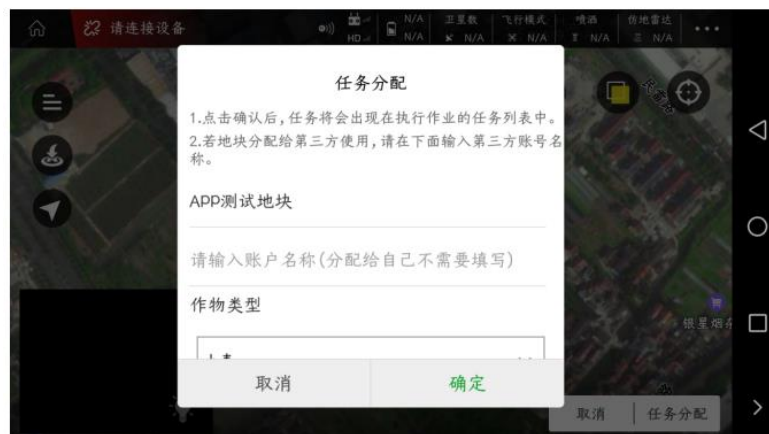 请连接设备
HD
N/A
N/A
卫星数
N/A
飞行模式
N/A
喷洒
N/A
仿地雷达
N/A
任务分配
1.点击确认后,任务将会出现在执行作业的任务列表中。
2.若地块分配给第三方使用,请在下面输入第三方账号名
称。
APP测试地块
请输入账户名称(分配给自己不需要填写)
作物类型
取消
确定
取消
任务分配